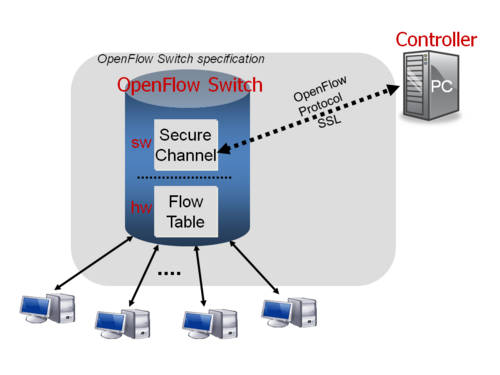 Controller
OpenFlow Switch specification
OpenFlow Switch
PC
OpenFlow
Protocol
SSL
sw
Secure
Channel
hw
Flow
Table
....